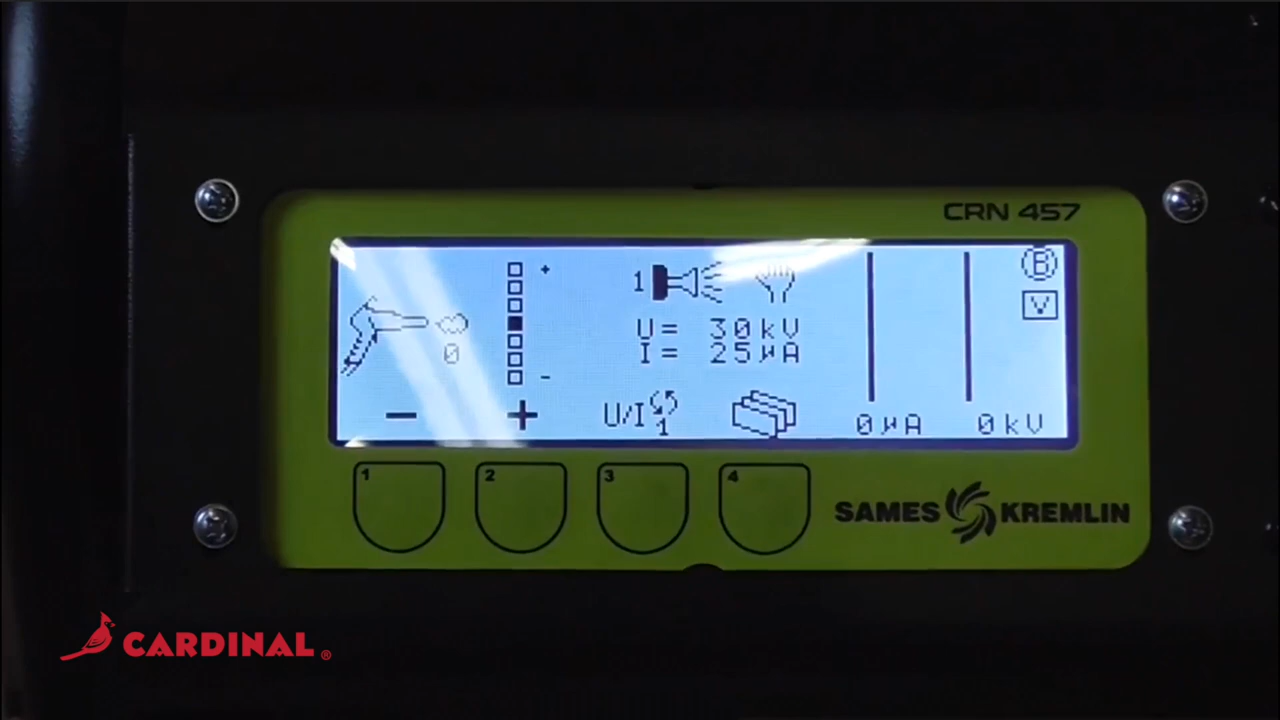 CRN 457
B
+
1
V
U = 30kV
0
I = 25µA
-
- + U/I 1 0µA 0kV
1 2 3 4
SAMES KREMLIN
CARDINAL®